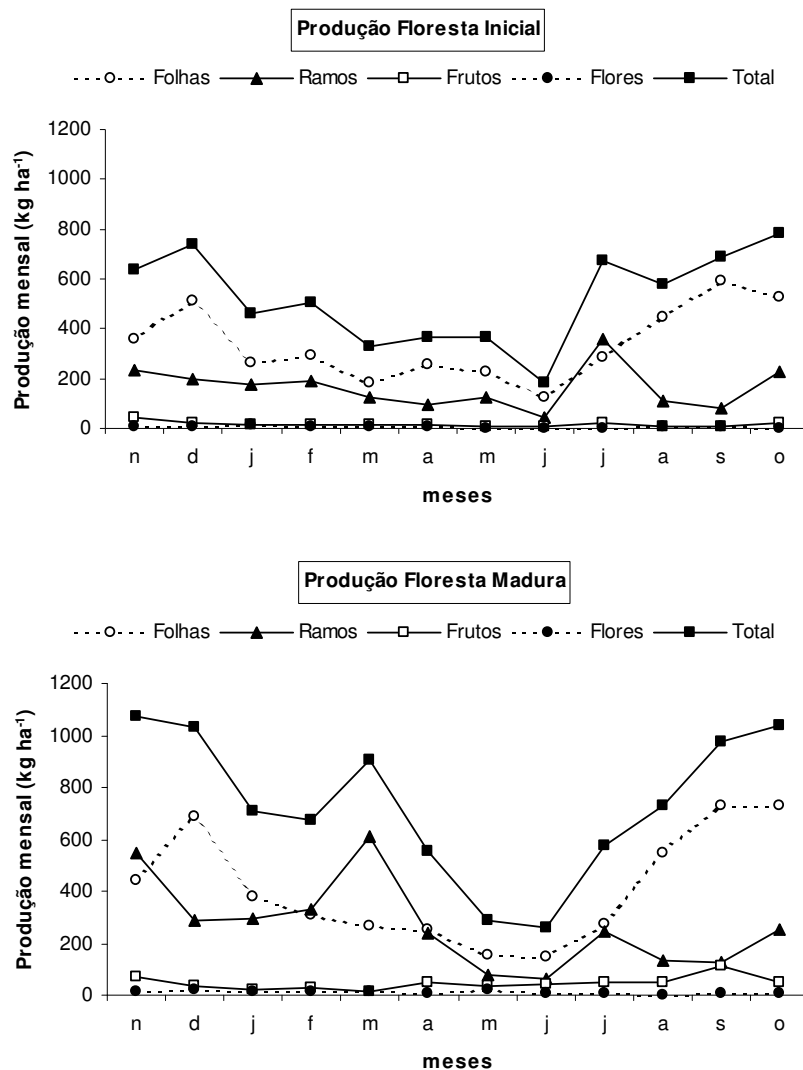 Produção Floresta Inicial
Folhas Ramos Frutos Flores Total
Produção mensal (kg ha⁻¹)
1200
1000
800
600
400
200
0
n d j f m a m j j a s o
meses
Produção Floresta Madura
Folhas Ramos Frutos Flores Total
Produção mensal (kg ha⁻¹)
1200
1000
800
600
400
200
0
n d j f m a m j j a s o
meses